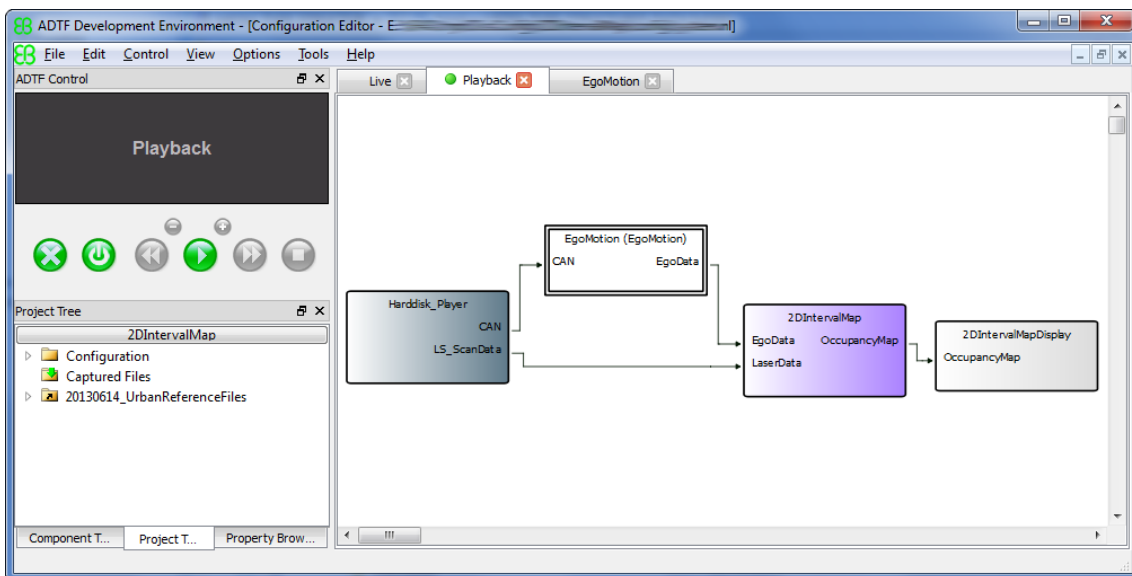 ADTF Development Environment - [Configuration Editor - E
File Edit Control View Options Tools Help
ADTF Control
Playback
Live
Playback
EgoMotion
EgoMotion (EgoMotion)
CAN EgoData
Harddisk_Player
CAN
LS_ScanData
2DIntervalMap
EgoData OccupancyMap
LaserData
2DIntervalMapDisplay
OccupancyMap
Project Tree
2DIntervalMap
Configuration
Captured Files
20130614_UrbanReferenceFiles
Component T...
Project T...
Property Brow...